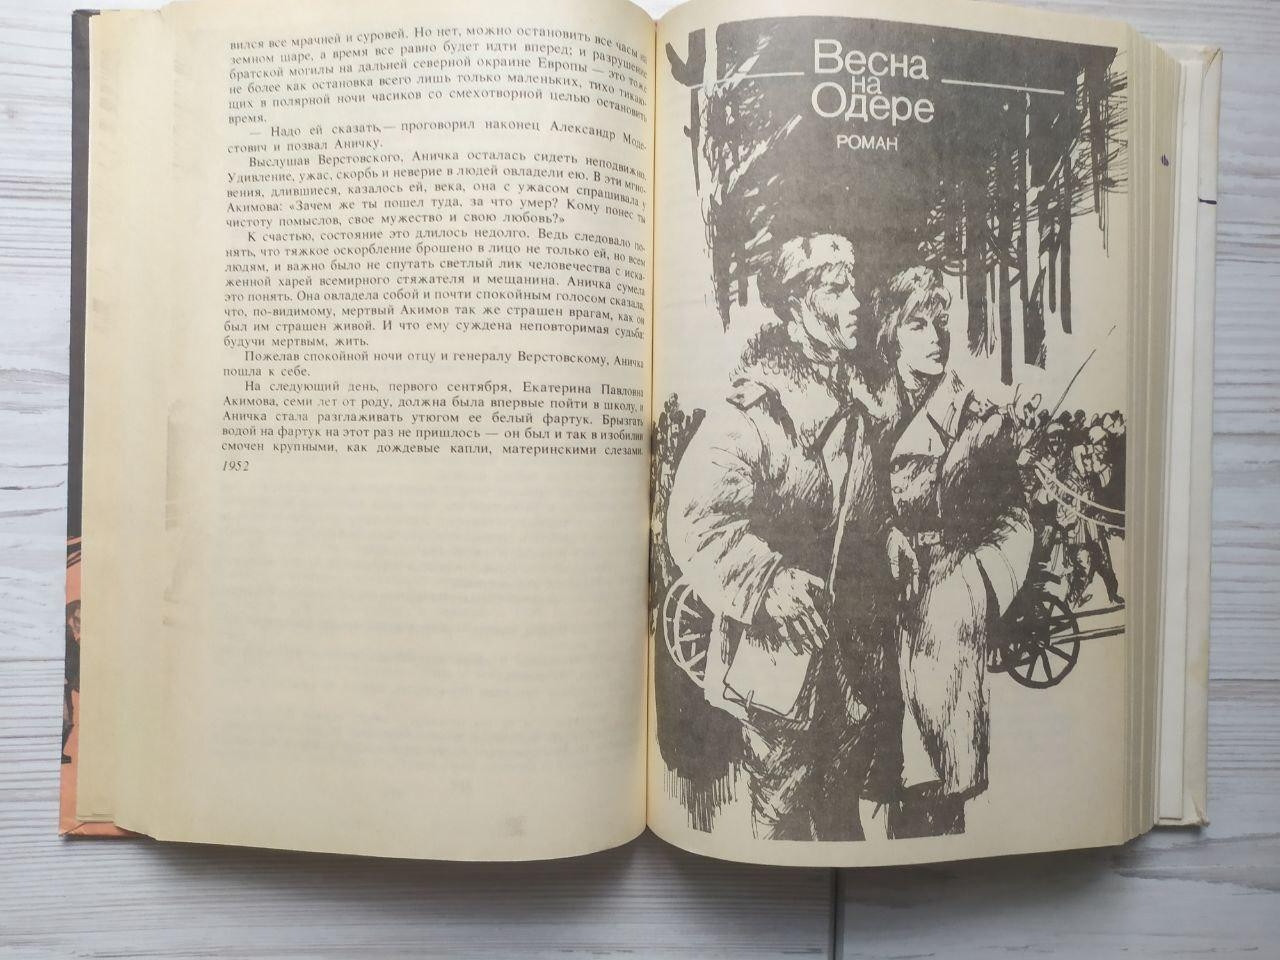 вился все мрачней и суровей. Но нет, можно остановить все часы на
земном шаре, а время все равно будет идти вперед; и разрушение
братской могилы на дальней северной окраине Европы — это тоже
не более как остановка всего лишь только маленьких, тихо тикаю-
щих в полярной ночи часиков со смехотворной целью остановить
время.
— Надо ей сказать,— проговорил наконец Александр Моде-
стович и позвал Аничку.
Выслушав Верстовского, Аничка осталась сидеть неподвижно.
Удивление, ужас, скорбь и неверие в людей овладели ею. В эти мгно-
вения, длившиеся, казалось ей, века, она с ужасом спрашивала у
Акимова: «Зачем же ты пошел туда, за что умер? Кому понес ты
чистоту помыслов, свое мужество и свою любовь?»
К счастью, состояние это длилось недолго. Ведь следовало по-
нять, что тяжкое оскорбление брошено в лицо не только ей, но всем
людям, и важно было не спутать светлый лик человечества с иска-
женной харей всемирного стяжателя и мещанина. Аничка сумела
это понять. Она овладела собой и почти спокойным голосом сказала,
что, по-видимому, мертвый Акимов так же страшен врагам, как он
был им страшен живой. И что ему суждена неповторимая судьба:
будучи мертвым, жить.
Пожелав спокойной ночи отцу и генералу Верстовскому, Аничка
пошла к себе.
На следующий день, первого сентября, Екатерина Павловна
Акимова, семи лет от роду, должна была впервые пойти в школу, и
Аничка стала разглаживать утюгом ее белый фартук. Брызгать
водой на фартук на этот раз не пришлось — он был и так в изобилии
смочен крупными, как дождевые капли, материнскими слезами.
1952
Весна
на
Одере
РОМАН